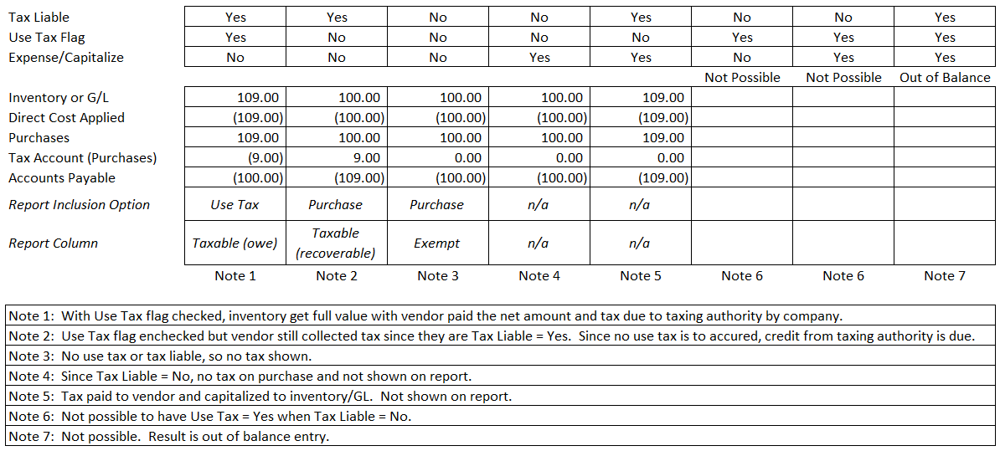 Tax Liable Yes Yes No No Yes No No Yes
Use Tax Flag Yes No No No No Yes Yes Yes
Expense/Capitalize No No No Yes Yes No Yes Yes
Not Possible Not Possible Out of Balance
Inventory or G/L 109.00 100.00 100.00 100.00 109.00
Direct Cost Applied (109.00) (100.00) (100.00) (100.00) (109.00)
Purchases 109.00 100.00 100.00 100.00 109.00
Tax Account (Purchases) (9.00) 9.00 0.00 0.00 0.00
Accounts Payable (100.00) (109.00) (100.00) (100.00) (109.00)
Report Inclusion Option Use Tax Purchase Purchase n/a n/a
Report Column Taxable (owe) Taxable (recoverable) Exempt n/a n/a
Note 1 Note 2 Note 3 Note 4 Note 5 Note 6 Note 6 Note 7
Note 1: With Use Tax flag checked, inventory get full value with vendor paid the net amount and tax due to taxing authority by company.
Note 2: Use Tax flag enchecked but vendor still collected tax since they are Tax Liable = Yes. Since no use tax is to accured, credit from taxing authority is due.
Note 3: No use tax or tax liable, so no tax shown.
Note 4: Since Tax Liable = No, no tax on purchase and not shown on report.
Note 5: Tax paid to vendor and capitalized to inventory/GL. Not shown on report.
Note 6: Not possible to have Use Tax = Yes when Tax Liable = No.
Note 7: Not possible. Result is out of balance entry.